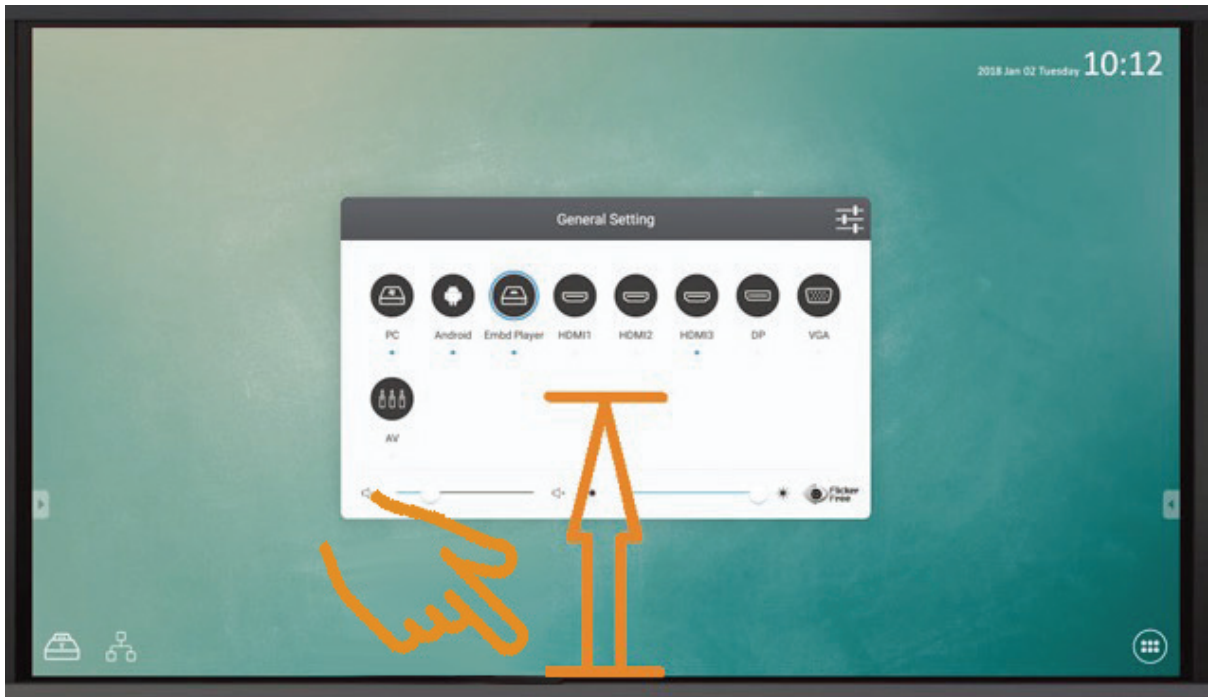 2018 Jan 02 Tuesday 10:12
General Setting
PC Android Embd Player HDMI1 HDMI2 HDMI3 DP VGA
AV
Flicker
Free